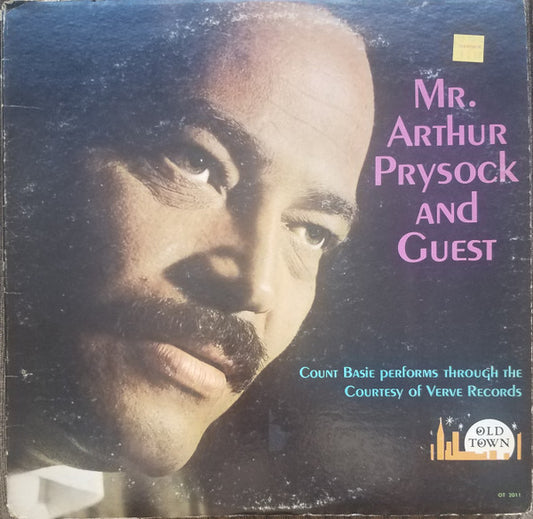 MR.
ARTHUR
PRYSOCK
AND
GUEST
COUNT BASIE PERFORMS THROUGH THE
COURTESY OF VERVE RECORDS
OLD
TOWN
OT 2011